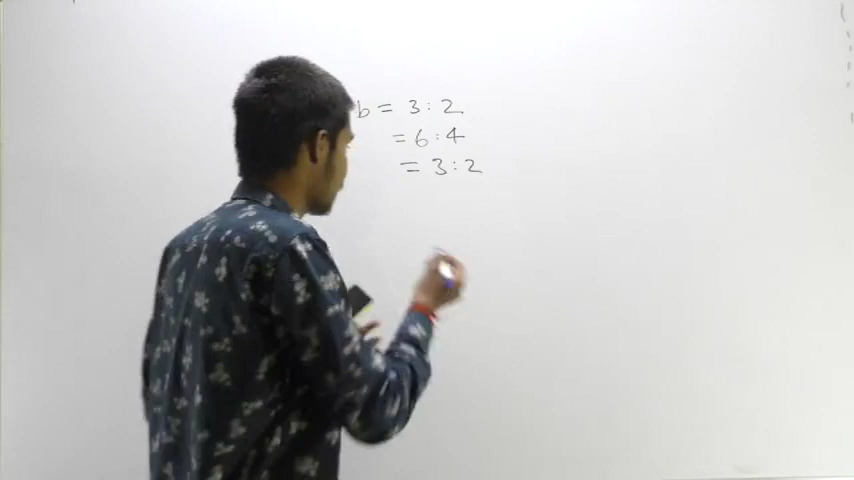 b = 3:2
= 6:4
= 3:2